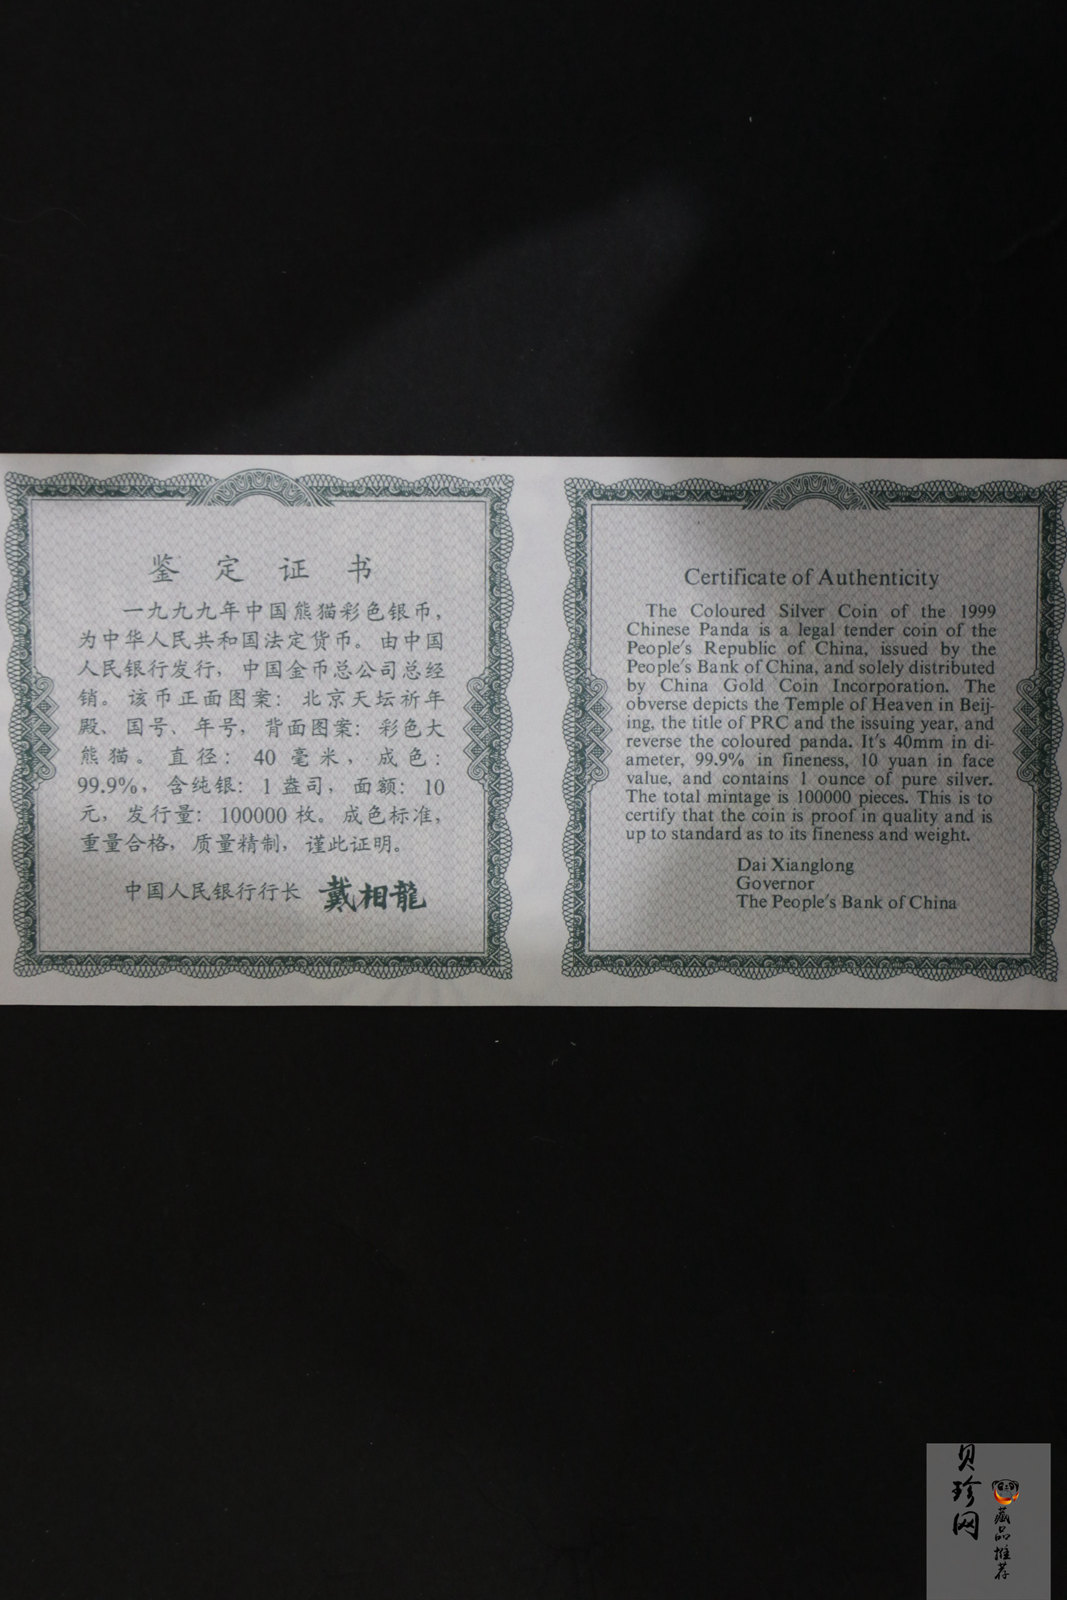 鉴定证书
一九九九年中国熊猫彩色银币，
为中华人民共和国法定货币。由中国
人民银行发行，中国金币总公司总经
销。该币正面图案：北京天坛祈年
殿、国号、年号，背面图案：彩色大
熊猫。直径：40毫米，成色：
99.9%，含纯银：1盎司，面额：10
元，发行量：100000枚。成色标准，
重量合格，质量精制，谨此证明。
中国人民银行行长 戴相龍
Certificate of Authenticity
The Coloured Silver Coin of the 1999
Chinese Panda is a legal tender coin of the
People's Republic of China, issued by the
People's Bank of China, and solely distributed
by China Gold Coin Incorporation. The
obverse depicts the Temple of Heaven in Beij-
ing, the title of PRC and the issuing year, and
reverse the coloured panda. It's 40mm in di-
ameter, 99.9% in fineness, 10 yuan in face
value, and contains 1 ounce of pure silver.
The total mintage is 100000 pieces. This is to
certify that the coin is proof in quality and is
up to standard as to its fineness and weight.
Dai Xianglong
Governor
The People's Bank of China
贝珍网
藏品推荐